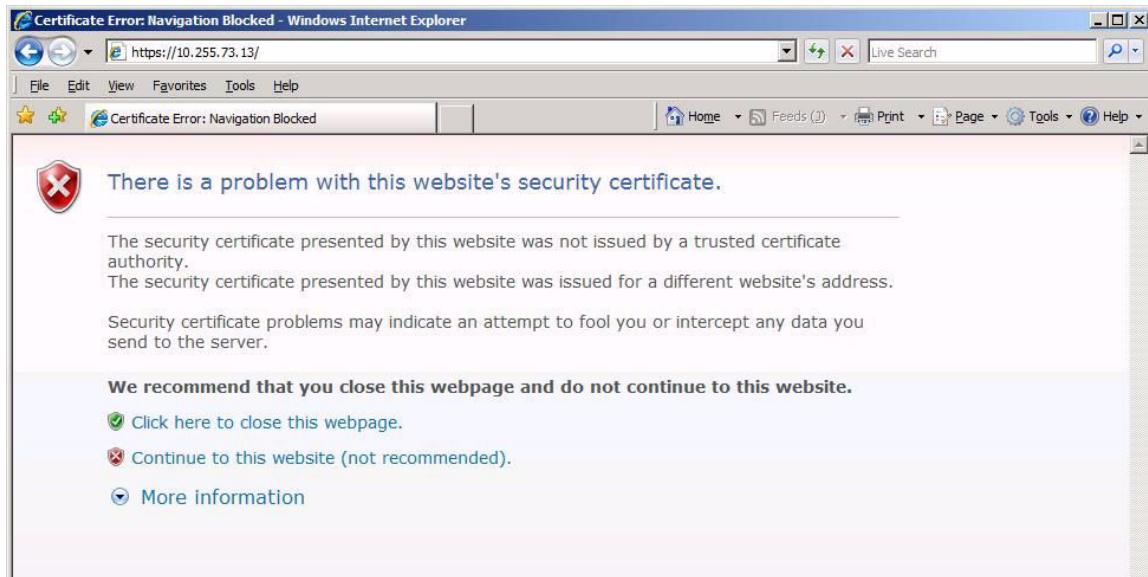 Certificate Error: Navigation Blocked - Windows Internet Explorer
https://10.255.73.13/
Live Search
File Edit View Favorites Tools Help
Certificate Error: Navigation Blocked
Home Feeds (J) Print Page Tools Help
There is a problem with this website's security certificate.
The security certificate presented by this website was not issued by a trusted certificate
authority.
The security certificate presented by this website was issued for a different website's address.
Security certificate problems may indicate an attempt to fool you or intercept any data you
send to the server.
We recommend that you close this webpage and do not continue to this website.
Click here to close this webpage.
Continue to this website (not recommended).
More information